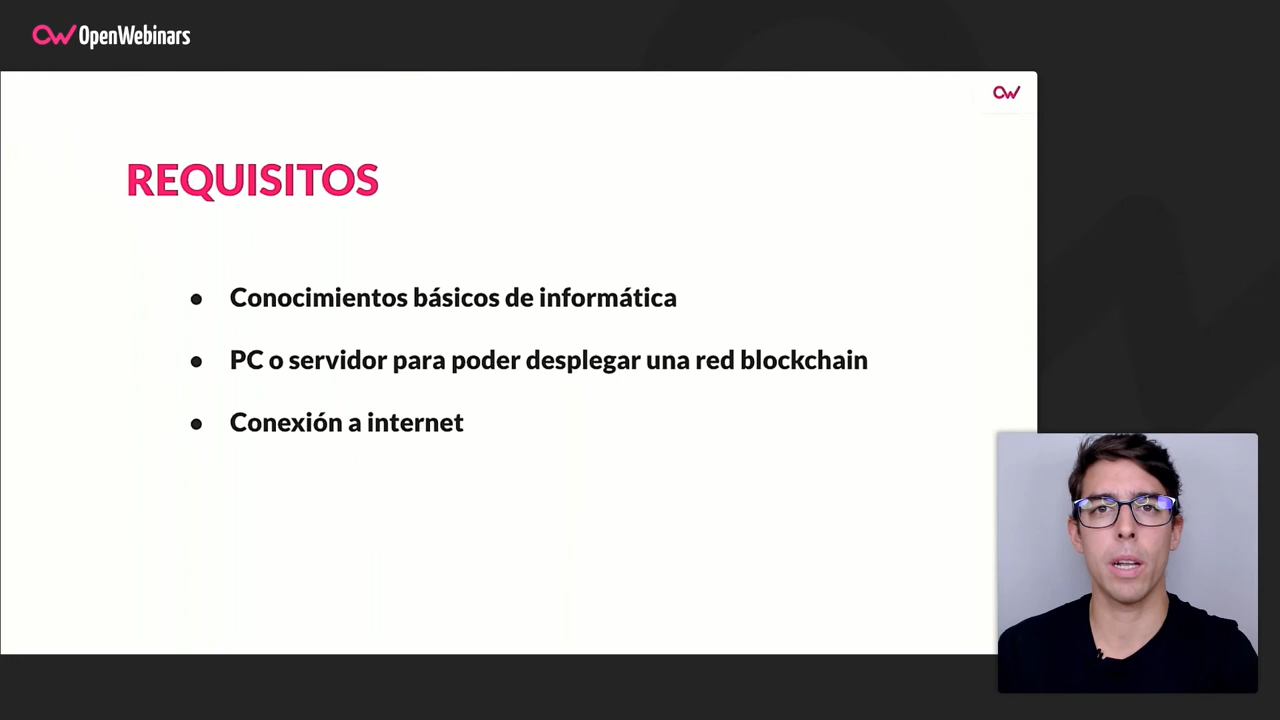 OpenWebinars
REQUISITOS
● Conocimientos básicos de informática
● PC o servidor para poder desplegar una red blockchain
● Conexión a internet